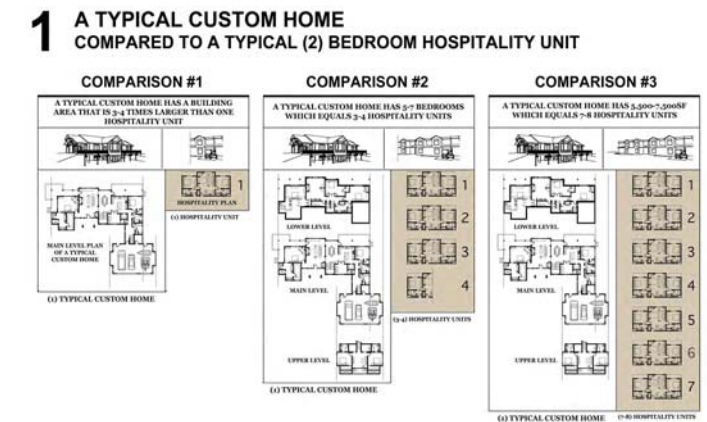 1
A TYPICAL CUSTOM HOME
COMPARED TO A TYPICAL (2) BEDROOM HOSPITALITY UNIT
COMPARISON #1
A TYPICAL CUSTOM HOME HAS A BUILDING
AREA THAT IS 3-4 TIMES LARGER THAN ONE
HOSPITALITY UNIT
1
HOSPITALITY PLAN
(1) HOSPITALITY UNIT
MAIN LEVEL PLAN
OF A TYPICAL
CUSTOM HOME
(1) TYPICAL CUSTOM HOME
COMPARISON #2
A TYPICAL CUSTOM HOME HAS 5-7 BEDROOMS
WHICH EQUALS 3-4 HOSPITALITY UNITS
LOWER LEVEL
MAIN LEVEL
UPPER LEVEL
1
2
3
4
(3-4) HOSPITALITY UNITS
(1) TYPICAL CUSTOM HOME
COMPARISON #3
A TYPICAL CUSTOM HOME HAS 5,500-7,500SF
WHICH EQUALS 7-8 HOSPITALITY UNITS
LOWER LEVEL
MAIN LEVEL
UPPER LEVEL
1
2
3
4
5
6
7
(1) TYPICAL CUSTOM HOME
(7-8) HOSPITALITY UNITS